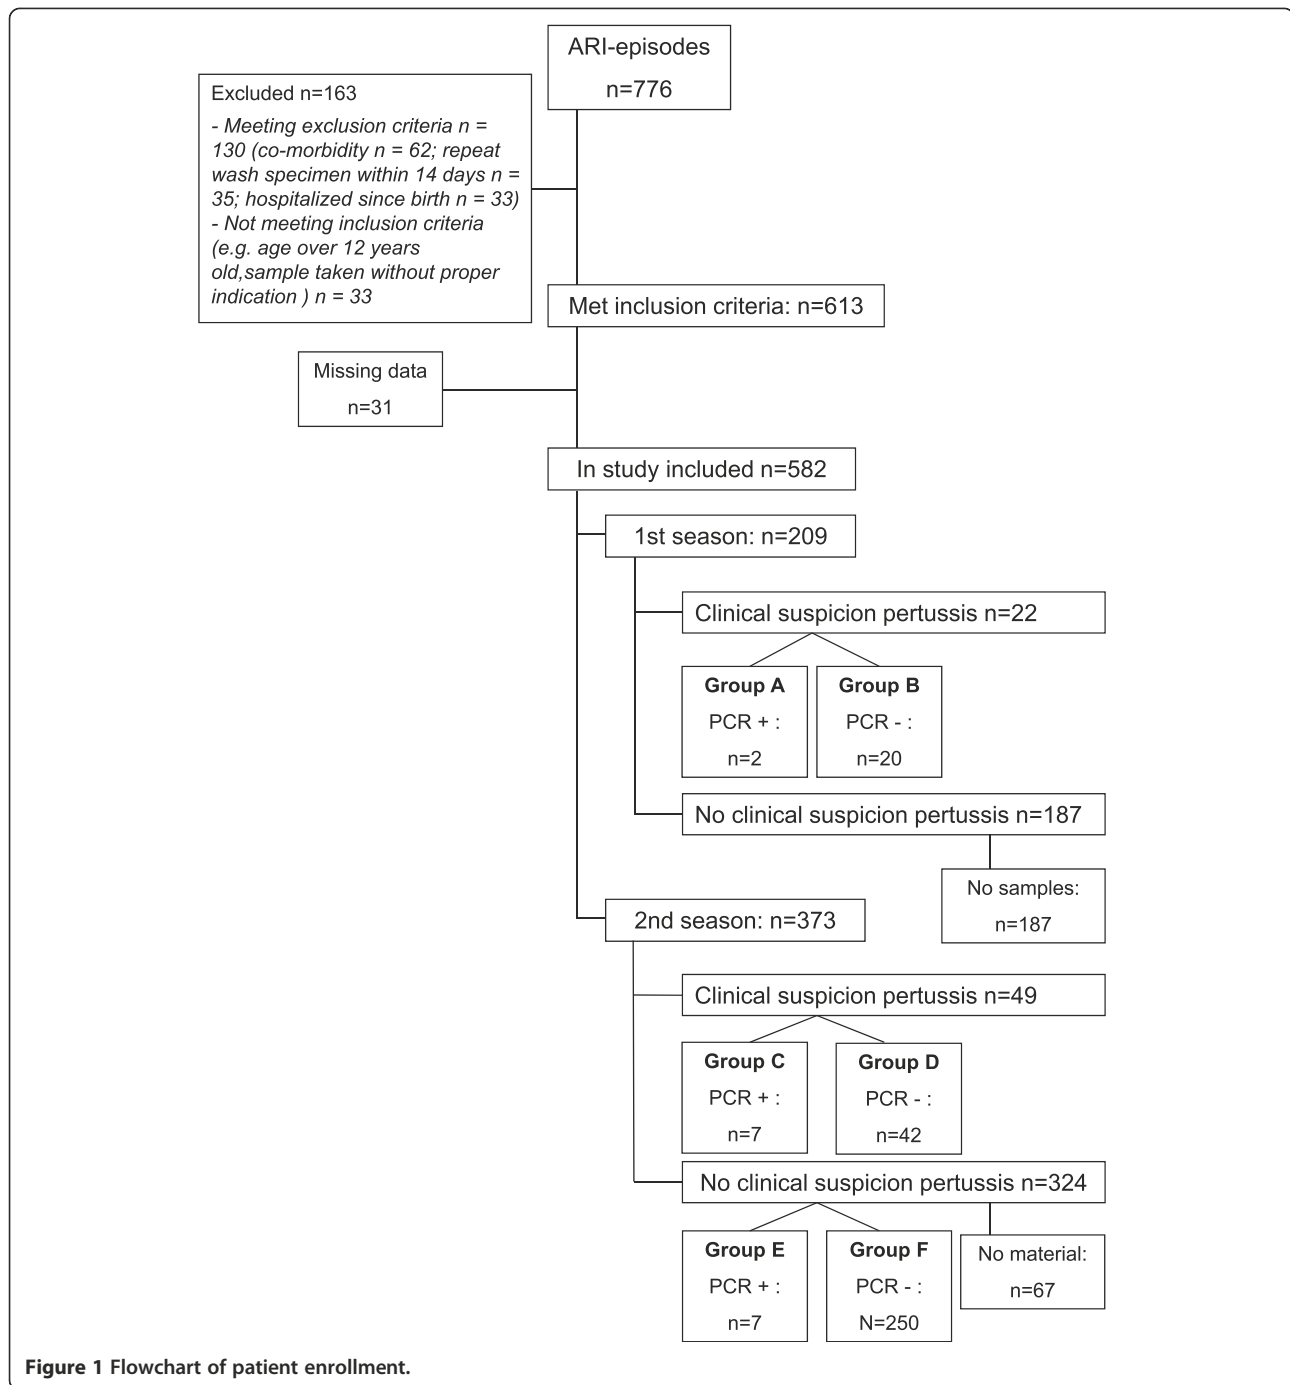 ARI-episodes
n=776
Excluded n=163
- Meeting exclusion criteria n =
130 (co-morbidity n = 62; repeat
wash specimen within 14 days n =
35; hospitalized since birth n = 33)
- Not meeting inclusion criteria
(e.g. age over 12 years
old,sample taken without proper
indication ) n = 33
Met inclusion criteria: n=613
Missing data
n=31
In study included n=582
1st season: n=209
Clinical suspicion pertussis n=22
Group A
PCR + :
n=2
Group B
PCR - :
n=20
No clinical suspicion pertussis n=187
No samples:
n=187
2nd season: n=373
Clinical suspicion pertussis n=49
Group C
PCR + :
n=7
Group D
PCR - :
n=42
No clinical suspicion pertussis n=324
Group E
PCR + :
n=7
Group F
PCR - :
N=250
No material:
n=67
Figure 1 Flowchart of patient enrollment.